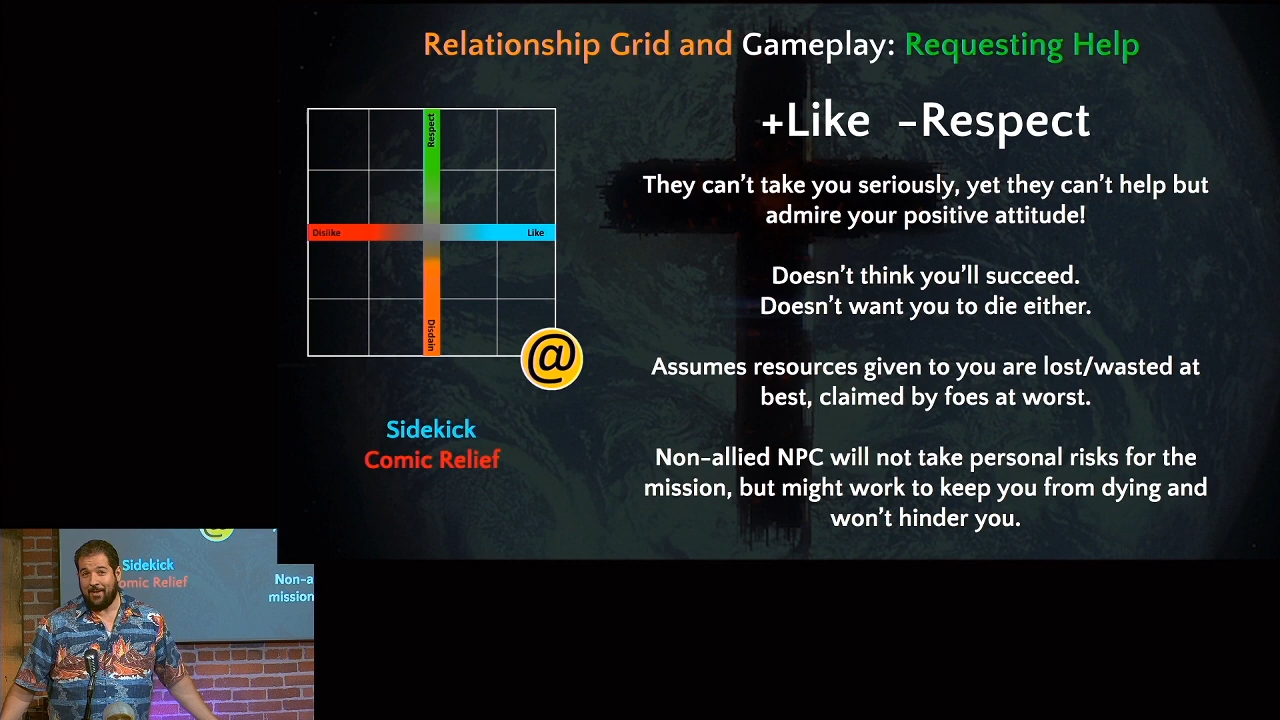 Relationship Grid and Gameplay: Requesting Help
+Like -Respect
Respect
Dislike
Like
Disdain
@
Sidekick
Comic Relief
They can't take you seriously, yet they can't help but
admire your positive attitude!
Doesn't think you'll succeed.
Doesn't want you to die either.
Assumes resources given to you are lost/wasted at
best, claimed by foes at worst.
Non-allied NPC will not take personal risks for the
mission, but might work to keep you from dying and
won't hinder you.
@
Sidekick
omic Relief
Non-a
mission